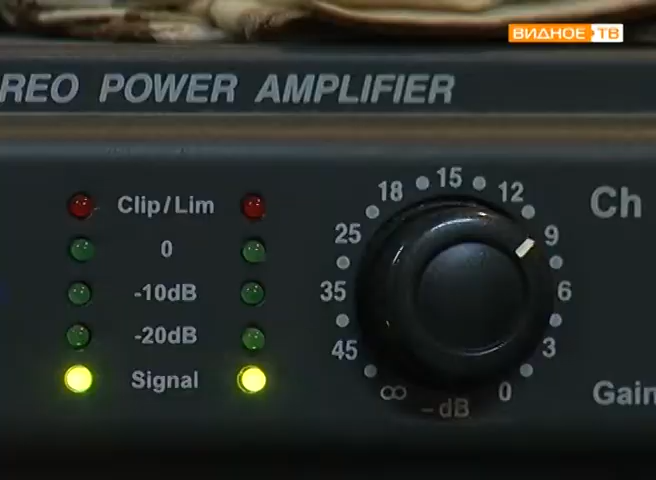 ВИДНОЕ ТВ
REO POWER AMPLIFIER
Clip/Lim
0
-10dB
-20dB
Signal
∞
45
35
25
18
15
12
9
6
3
0
-dB
Ch
Gain